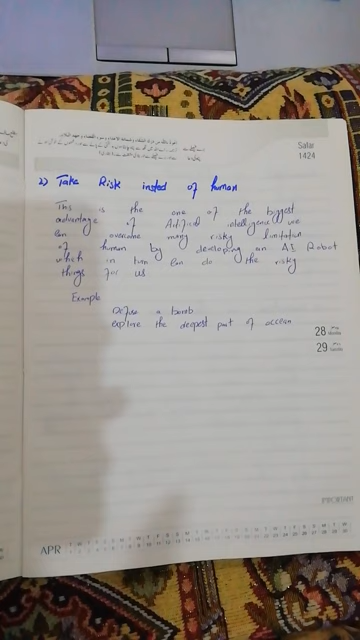 Safar
1424
2) Take Risk insted of human
This is the one of the biggest
advantage of Artifical intelligence we
can overcome many risky limitation
of human by developing an AI Robot
which in turn can do the risky
things for us
Example
Defuse a bomb
explore the deepest part of occean
28
29
IMPORTANT
APR